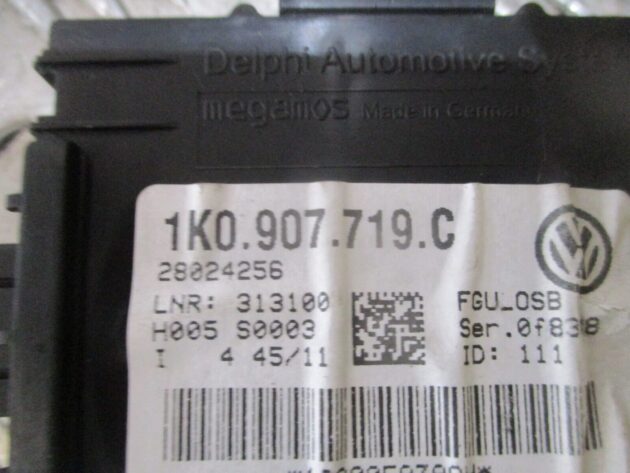 Delphi Automotive
megamos Made in German
1K0.907.719.C
28024256
LNR: 313100 FGU_OSB
H005 S0003
I 4 45/11 ID: 111